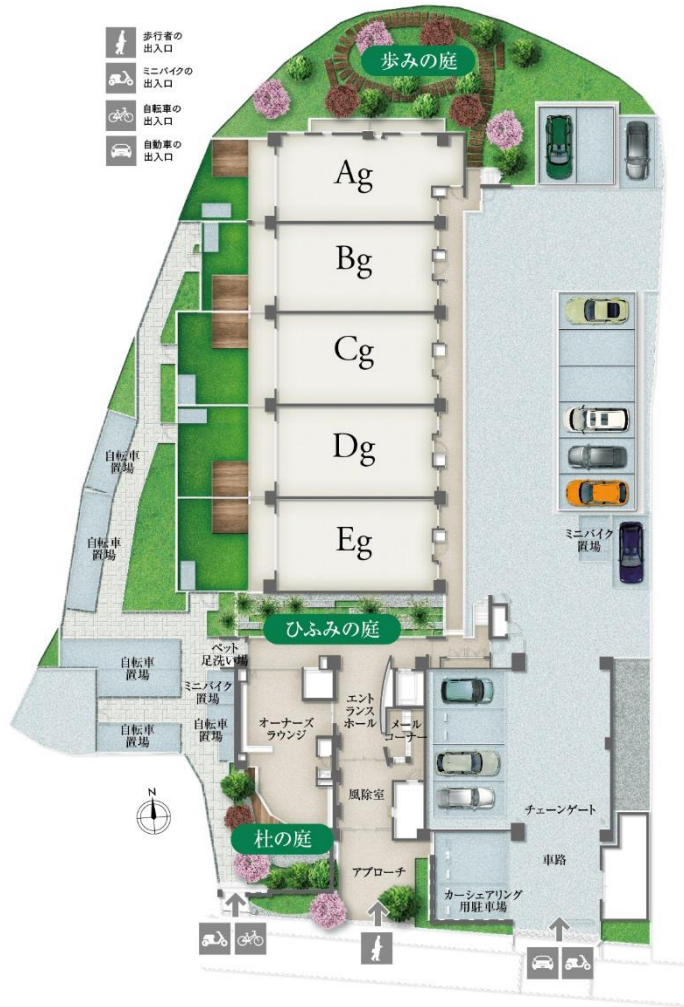 歩行者の
出入口
ミニバイクの
出入口
自転車の
出入口
自動車の
出入口
歩みの庭
Ag
Bg
Cg
Dg
Eg
自転車
置場
自転車
置場
ミニバイク
置場
ひふみの庭
ペット
足洗い場
自転車
置場
ミニバイク
置場
自転車
置場
自転車
置場
オーナーズ
ラウンジ
エント
ランス
ホール
メール
コーナー
風除室
チェーンゲート
N
杜の庭
アプローチ
車路
カーシェアリング
用駐車場